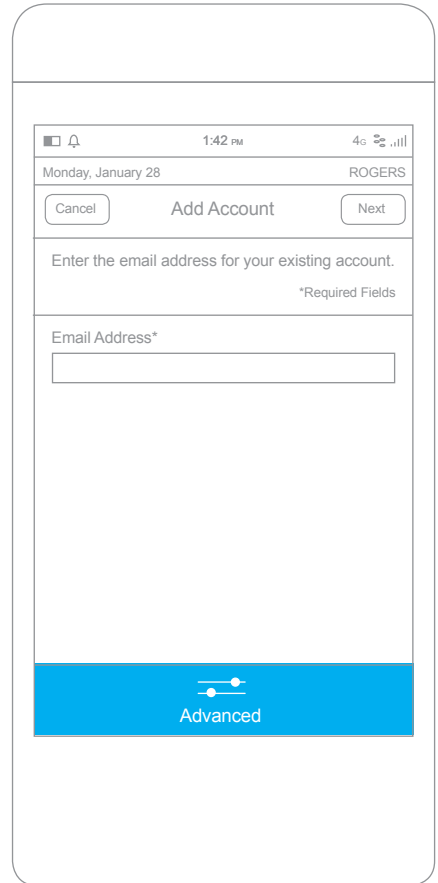 1:42 PM 4G
Monday, January 28 ROGERS
Cancel Add Account Next
Enter the email address for your existing account.
*Required Fields
Email Address*
Advanced